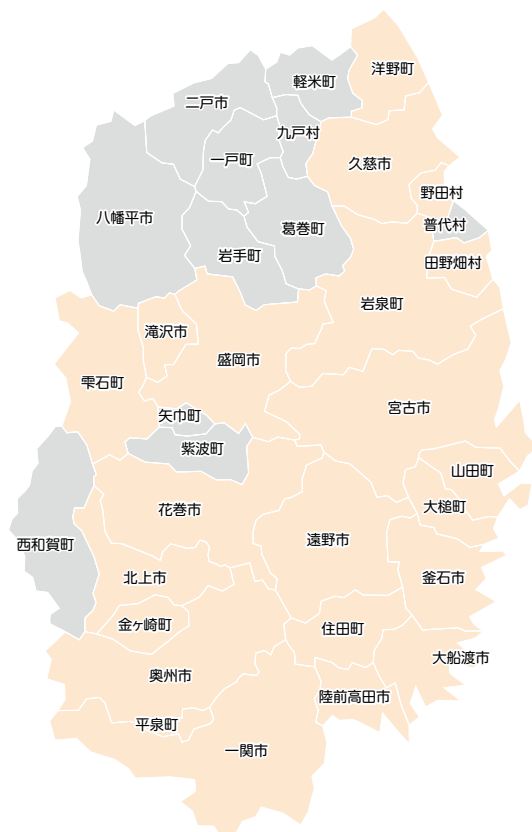 洋野町
軽米町
二戸市
九戸村
一戸町
久慈市
野田村
八幡平市
普代村
葛巻町
岩手町
田野畑村
岩泉町
滝沢市
盛岡市
雫石町
宮古市
矢巾町
紫波町
山田町
大槌町
花巻市
遠野市
西和賀町
北上市
釜石市
金ヶ崎町
住田町
大船渡市
奥州市
陸前高田市
平泉町
一関市